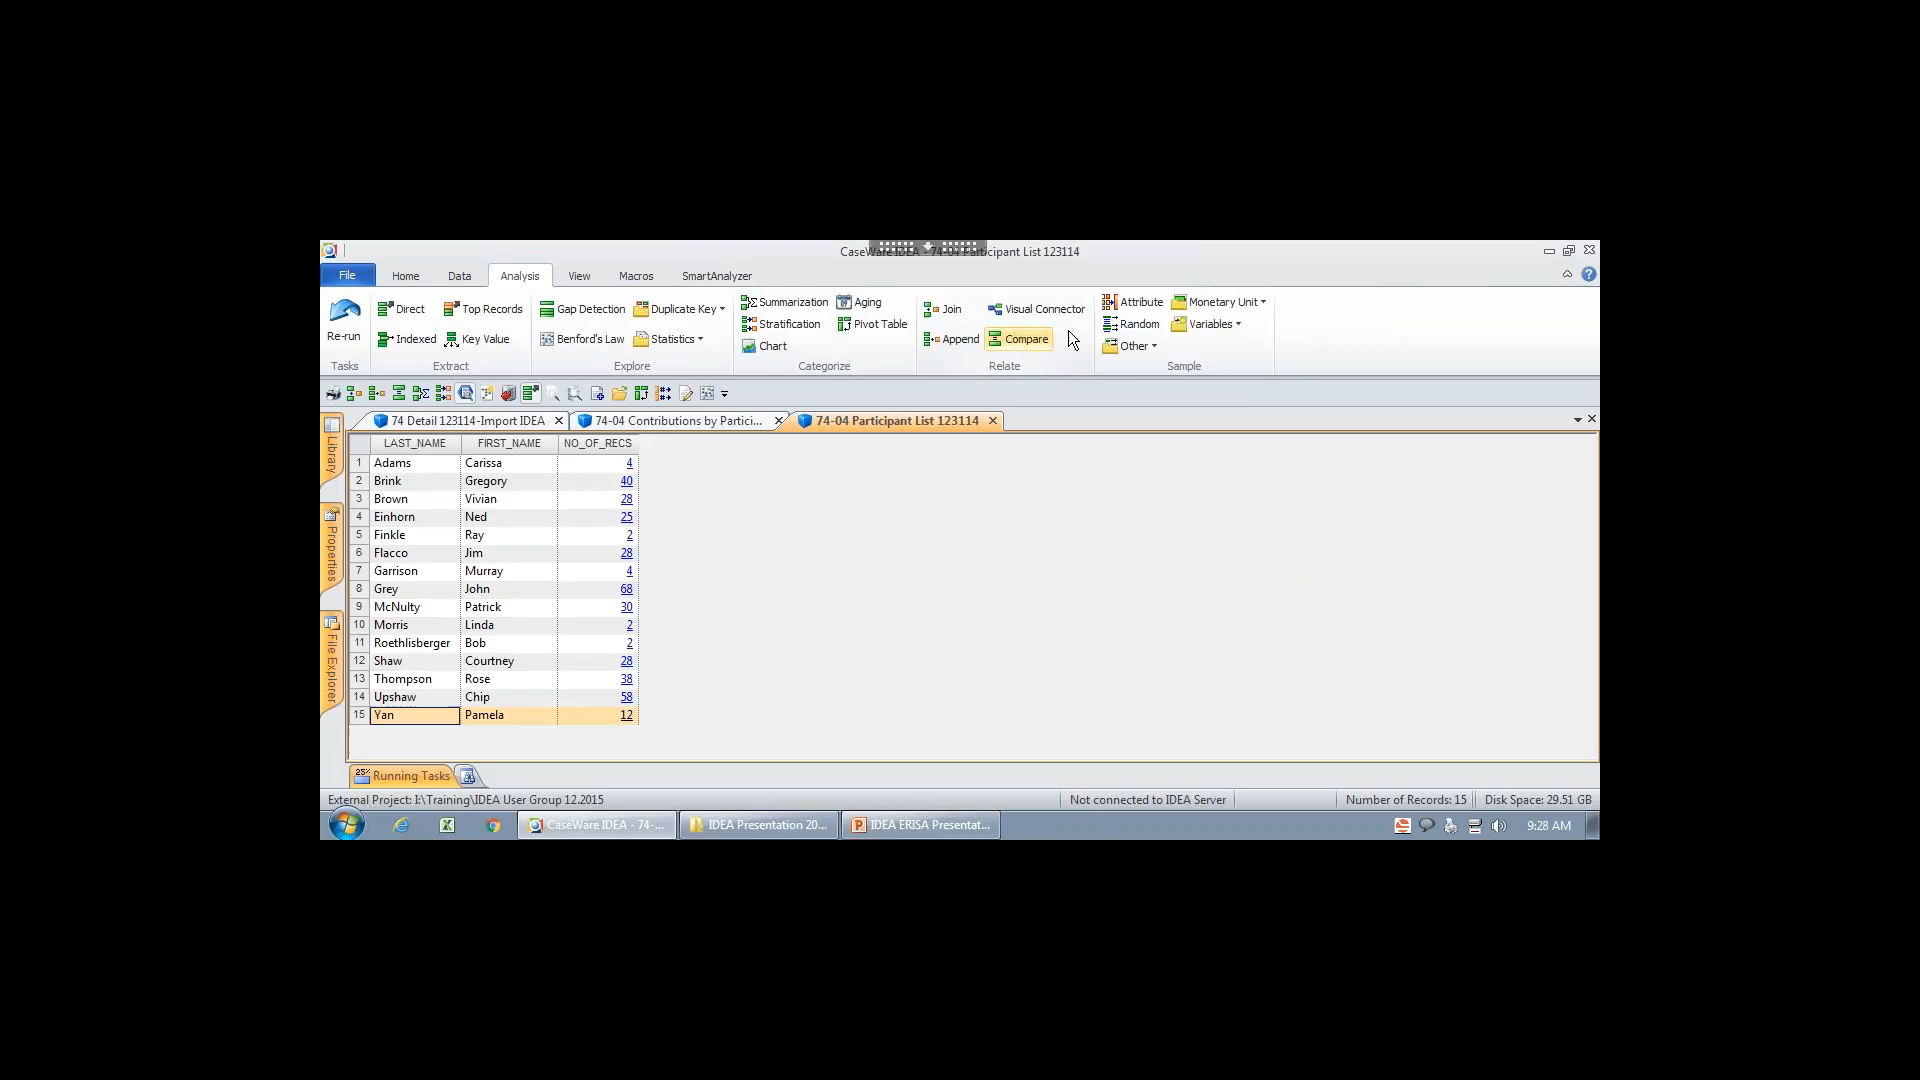 CaseWare IDEA - 74-04 Participant List 123114
File Home Data Analysis View Macros SmartAnalyzer
Re-run
Tasks
Direct Top Records
Indexed Key Value
Extract
Gap Detection Duplicate Key
Benford's Law Statistics
Explore
Summarization Aging
Stratification Pivot Table
Chart
Categorize
Join Visual Connector
Append Compare
Relate
Attribute Monetary Unit
Random Variables
Other
Sample
74 Detail 123114-Import IDEA 74-04 Contributions by Partici... 74-04 Participant List 123114
Library
Properties
File Explorer
LAST_NAME FIRST_NAME NO_OF_RECS
1 Adams Carissa 4
2 Brink Gregory 40
3 Brown Vivian 28
4 Einhorn Ned 25
5 Finkle Ray 2
6 Flacco Jim 28
7 Garrison Murray 4
8 Grey John 68
9 McNulty Patrick 30
10 Morris Linda 2
11 Roethlisberger Bob 2
12 Shaw Courtney 28
13 Thompson Rose 38
14 Upshaw Chip 58
15 Yan Pamela 12
25% Running Tasks
External Project: I:\Training\IDEA User Group 12.2015 Not connected to IDEA Server Number of Records: 15 Disk Space: 29.51 GB
CaseWare IDEA - 74-... IDEA Presentation 20... IDEA ERISA Presentat... 9:28 AM